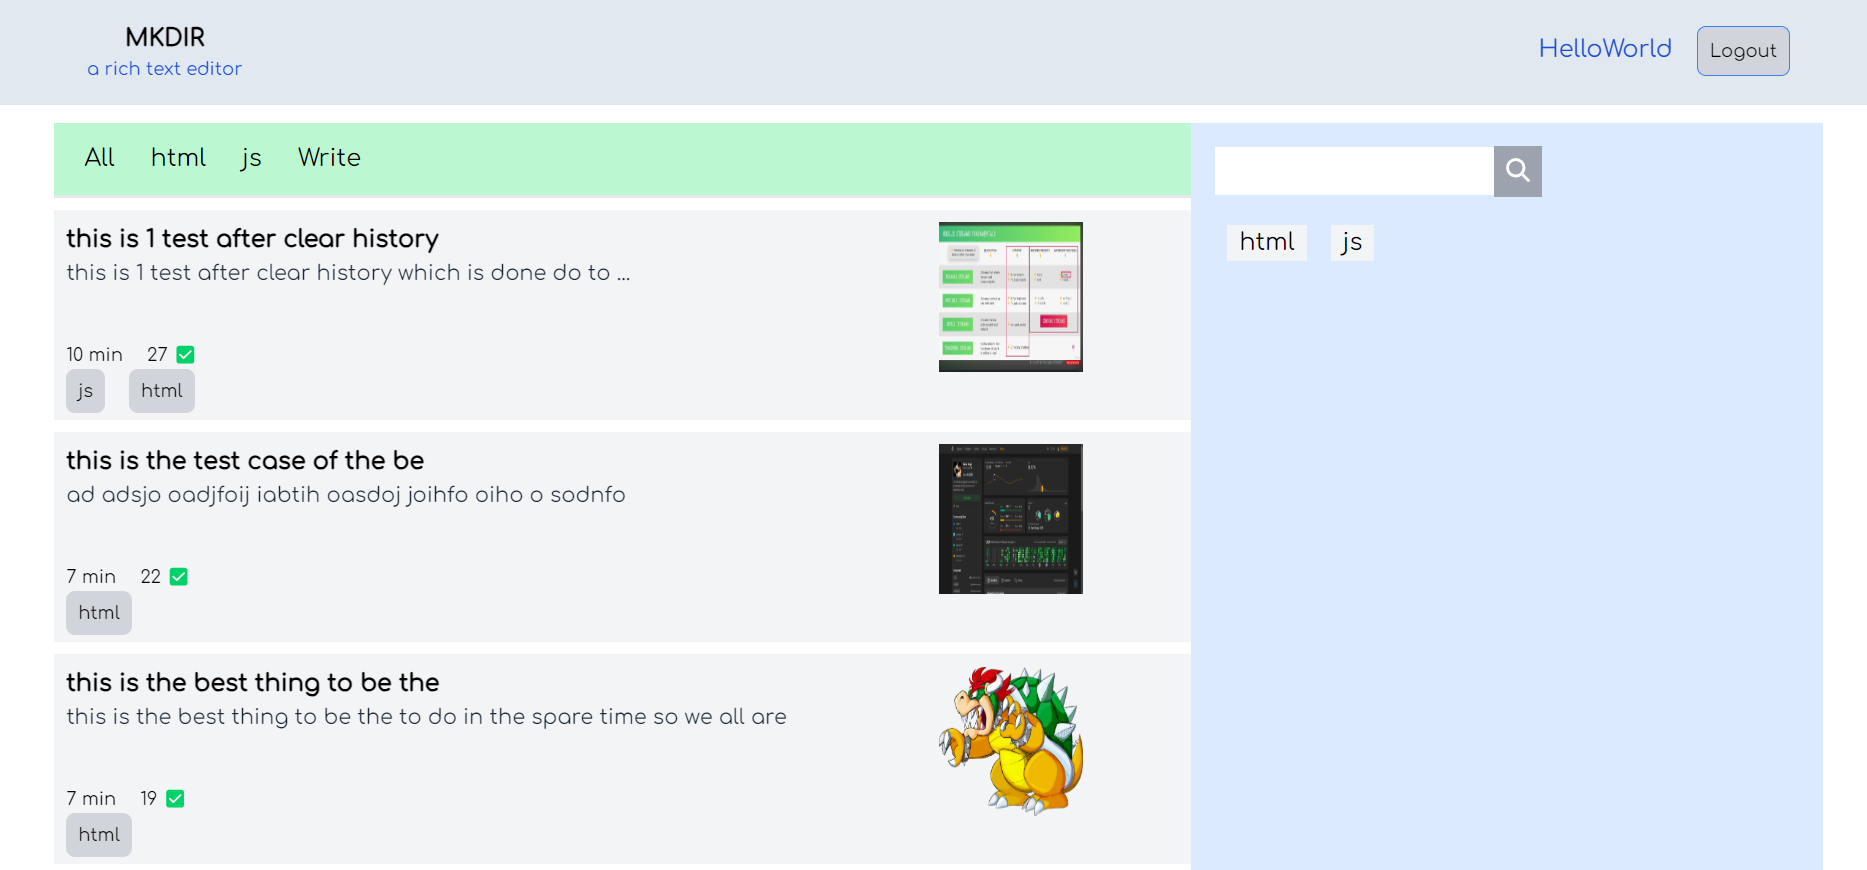 MKDIR
a rich text editor
HelloWorld
Logout
All html js Write
this is 1 test after clear history
this is 1 test after clear history which is done do to ...
10 min 27
js html
this is the test case of the be
ad adsjo oadjfoij iabtih oasdoj joihfo oiho o sodnfo
7 min 22
html
this is the best thing to be the
this is the best thing to be the to do in the spare time so we all are
7 min 19
html
html js